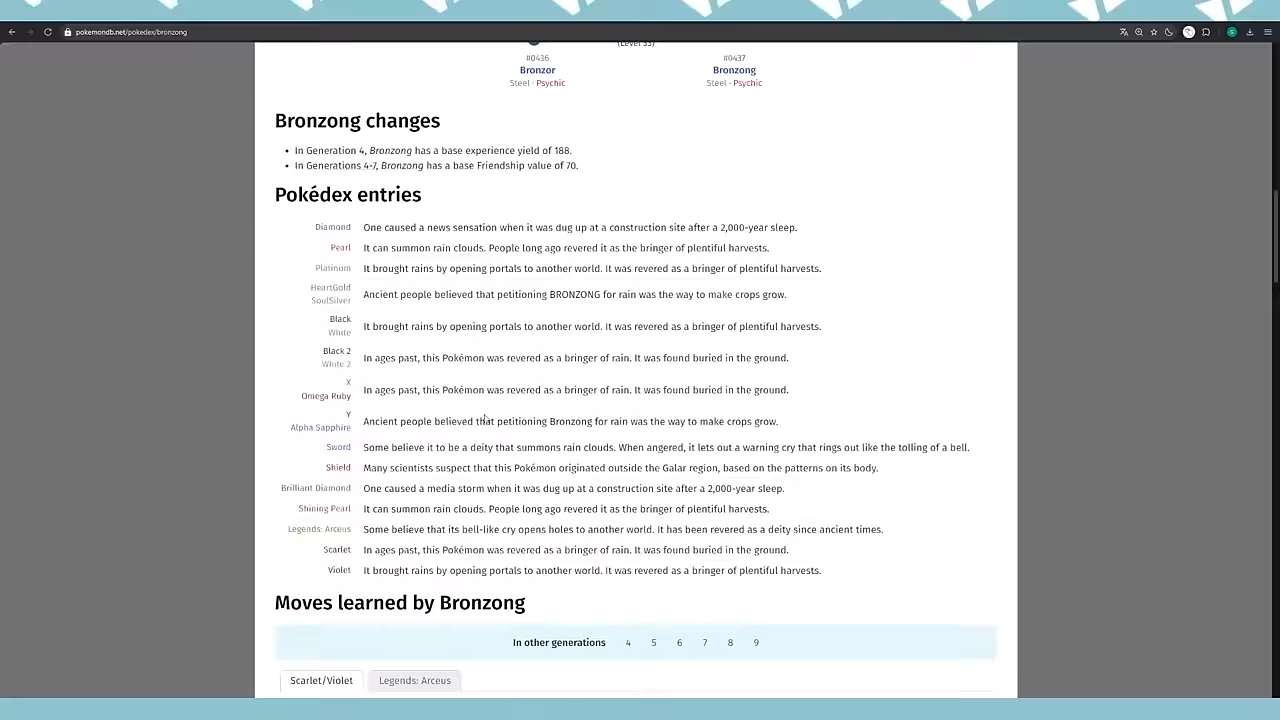 pokemondb.net/pokedex/bronzong
(Level 33)
#0436
Bronzor
Steel · Psychic
#0437
Bronzong
Steel · Psychic
Bronzong changes
• In Generation 4, Bronzong has a base experience yield of 188.
• In Generations 4-7, Bronzong has a base Friendship value of 70.
Pokédex entries
Diamond One caused a news sensation when it was dug up at a construction site after a 2,000-year sleep.
Pearl It can summon rain clouds. People long ago revered it as the bringer of plentiful harvests.
Platinum It brought rains by opening portals to another world. It was revered as a bringer of plentiful harvests.
HeartGold
SoulSilver
Ancient people believed that petitioning BRONZONG for rain was the way to make crops grow.
Black
White
It brought rains by opening portals to another world. It was revered as a bringer of plentiful harvests.
Black 2
White 2
In ages past, this Pokémon was revered as a bringer of rain. It was found buried in the ground.
X
Omega Ruby
In ages past, this Pokémon was revered as a bringer of rain. It was found buried in the ground.
Y
Alpha Sapphire
Ancient people believed that petitioning Bronzong for rain was the way to make crops grow.
Sword Some believe it to be a deity that summons rain clouds. When angered, it lets out a warning cry that rings out like the tolling of a bell.
Shield Many scientists suspect that this Pokémon originated outside the Galar region, based on the patterns on its body.
Brilliant Diamond One caused a media storm when it was dug up at a construction site after a 2,000-year sleep.
Shining Pearl It can summon rain clouds. People long ago revered it as the bringer of plentiful harvests.
Legends: Arceus Some believe that its bell-like cry opens holes to another world. It has been revered as a deity since ancient times.
Scarlet In ages past, this Pokémon was revered as a bringer of rain. It was found buried in the ground.
Violet It brought rains by opening portals to another world. It was revered as a bringer of plentiful harvests.
Moves learned by Bronzong
In other generations 4 5 6 7 8 9
Scarlet/Violet Legends: Arceus